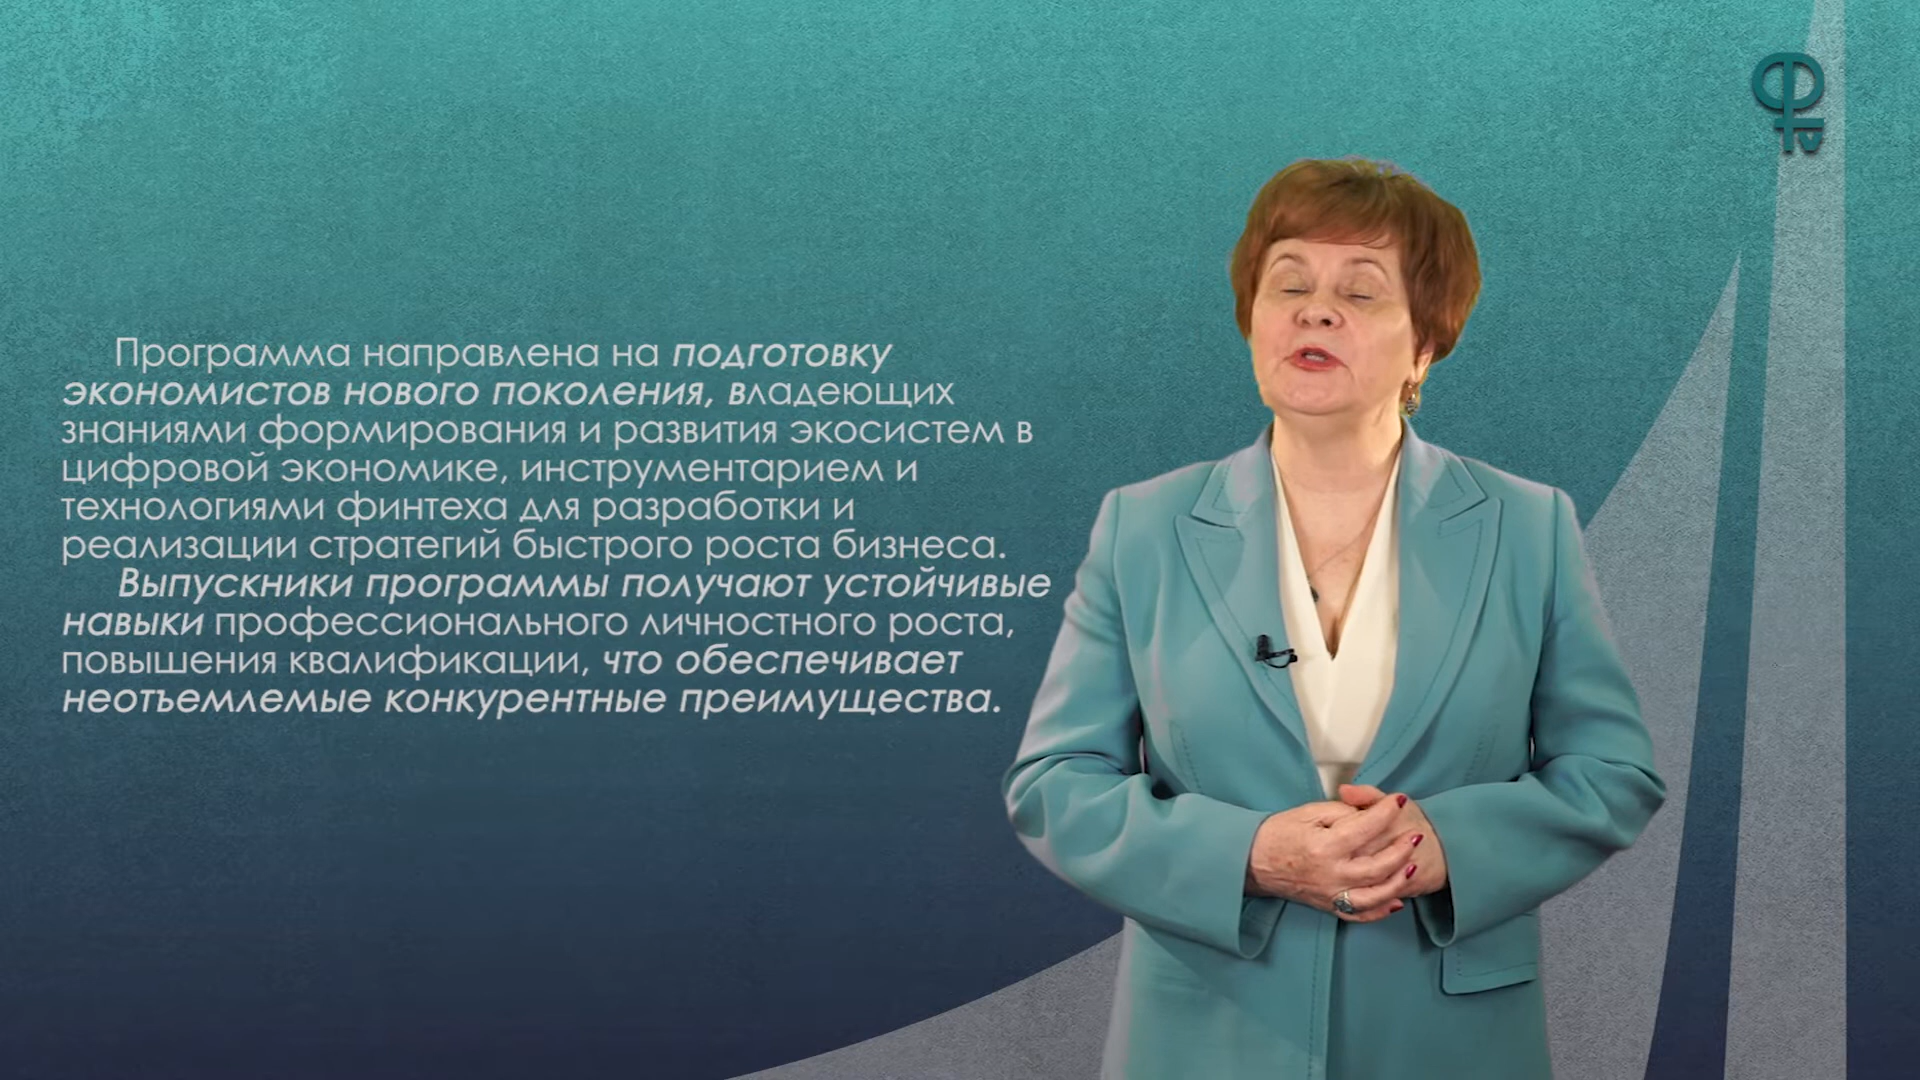 Ф
tv
Программа направлена на подготовку
экономистов нового поколения, владеющих
знаниями формирования и развития экосистем в
цифровой экономике, инструментарием и
технологиями финтеха для разработки и
реализации стратегий быстрого роста бизнеса.
Выпускники программы получают устойчивые
навыки профессионального личностного роста,
повышения квалификации, что обеспечивает
неотъемлемые конкурентные преимущества.